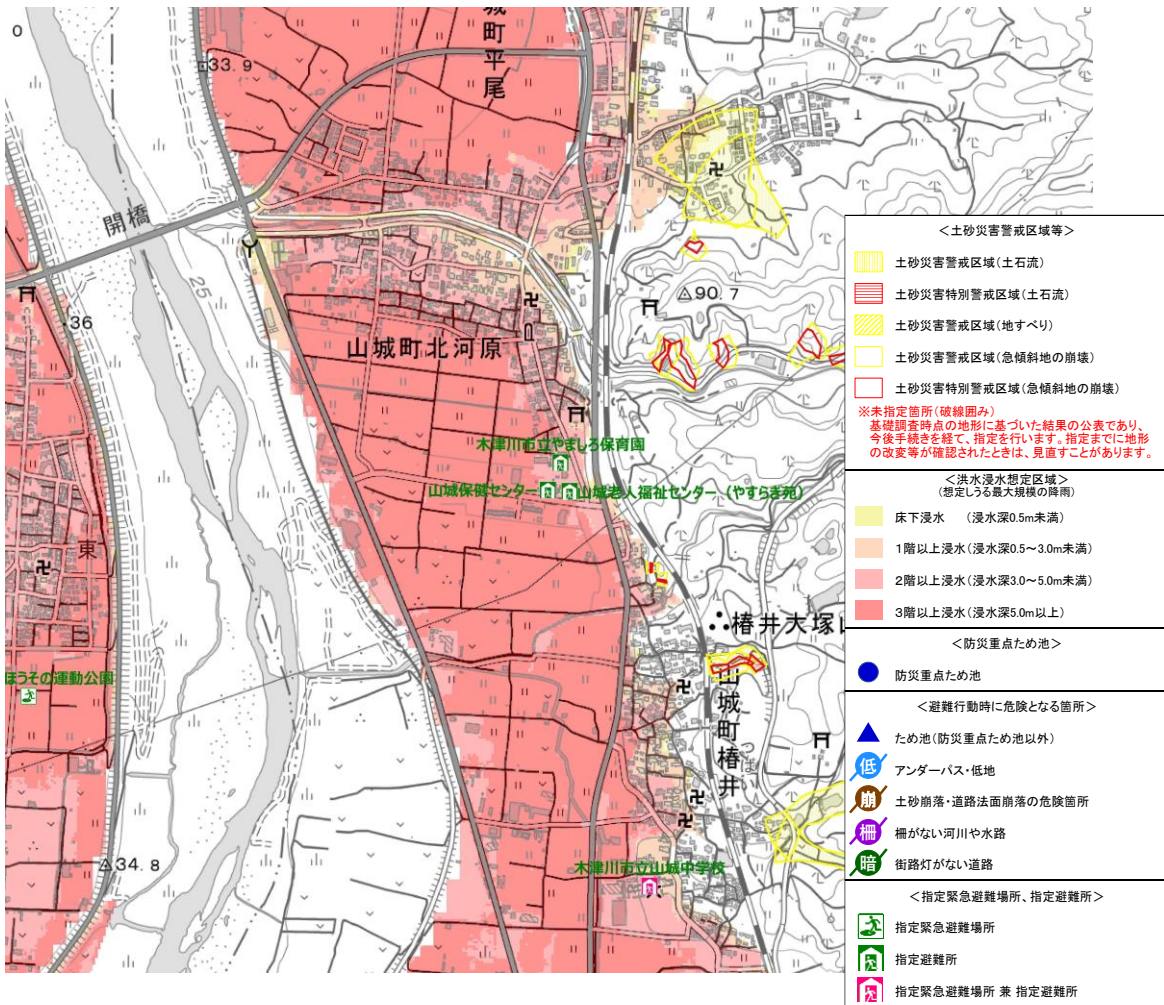 城町平尾
33.9
開橋
25
36
90.7
山城町北河原
木津川市立やましろ保育園
山城保健センター
山城老人福祉センター（やすらぎ苑）
東
ほうその運動公園
椿井大塚山
山城町椿井
つばい
34.8
木津川市立山城中学校
＜土砂災害警戒区域等＞
土砂災害警戒区域（土石流）
土砂災害特別警戒区域（土石流）
土砂災害警戒区域（地すべり）
土砂災害警戒区域（急傾斜地の崩壊）
土砂災害特別警戒区域（急傾斜地の崩壊）
※未指定箇所（破線囲み）
基礎調査時点の地形に基づいた結果の公表であり、
今後手続きを経て、指定を行います。指定までに地形
の改変等が確認されたときは、見直すことがあります。
＜洪水浸水想定区域＞
（想定しうる最大規模の降雨）
床下浸水　（浸水深0.5m未満）
1階以上浸水（浸水深0.5～3.0m未満）
2階以上浸水（浸水深3.0～5.0m未満）
3階以上浸水（浸水深5.0m以上）
＜防災重点ため池＞
防災重点ため池
＜避難行動時に危険となる箇所＞
ため池（防災重点ため池以外）
低 アンダーパス・低地
崩 土砂崩落・道路法面崩落の危険箇所
柵 柵がない河川や水路
暗 街路灯がない道路
＜指定緊急避難場所、指定避難所＞
指定緊急避難場所
指定避難所
指定緊急避難場所 兼 指定避難所